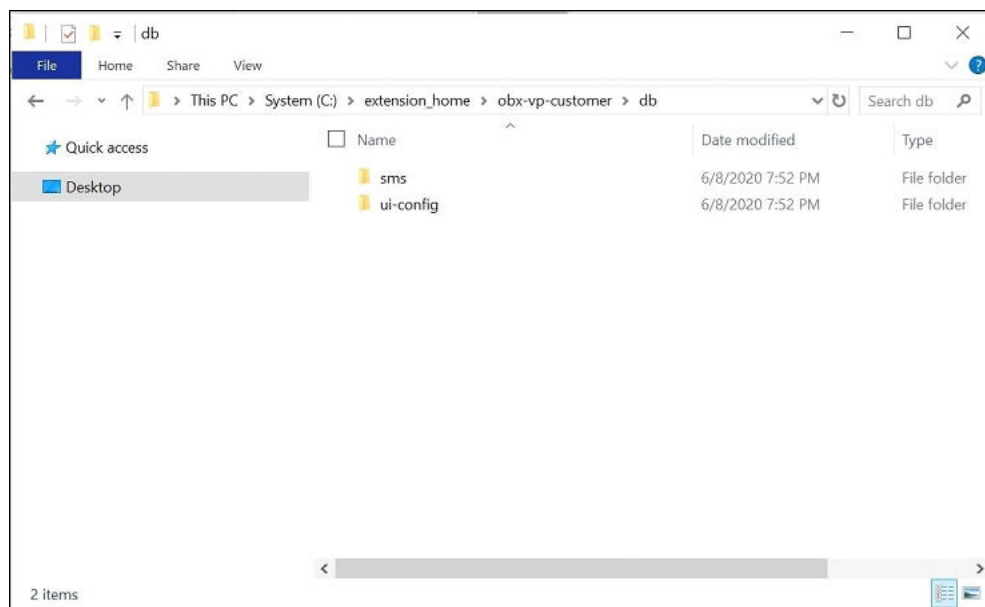 db
File Home Share View
This PC > System (C:) > extension_home > obx-vp-customer > db Search db
Quick access Name Date modified Type
Desktop sms 6/8/2020 7:52 PM File folder
ui-config 6/8/2020 7:52 PM File folder
2 items